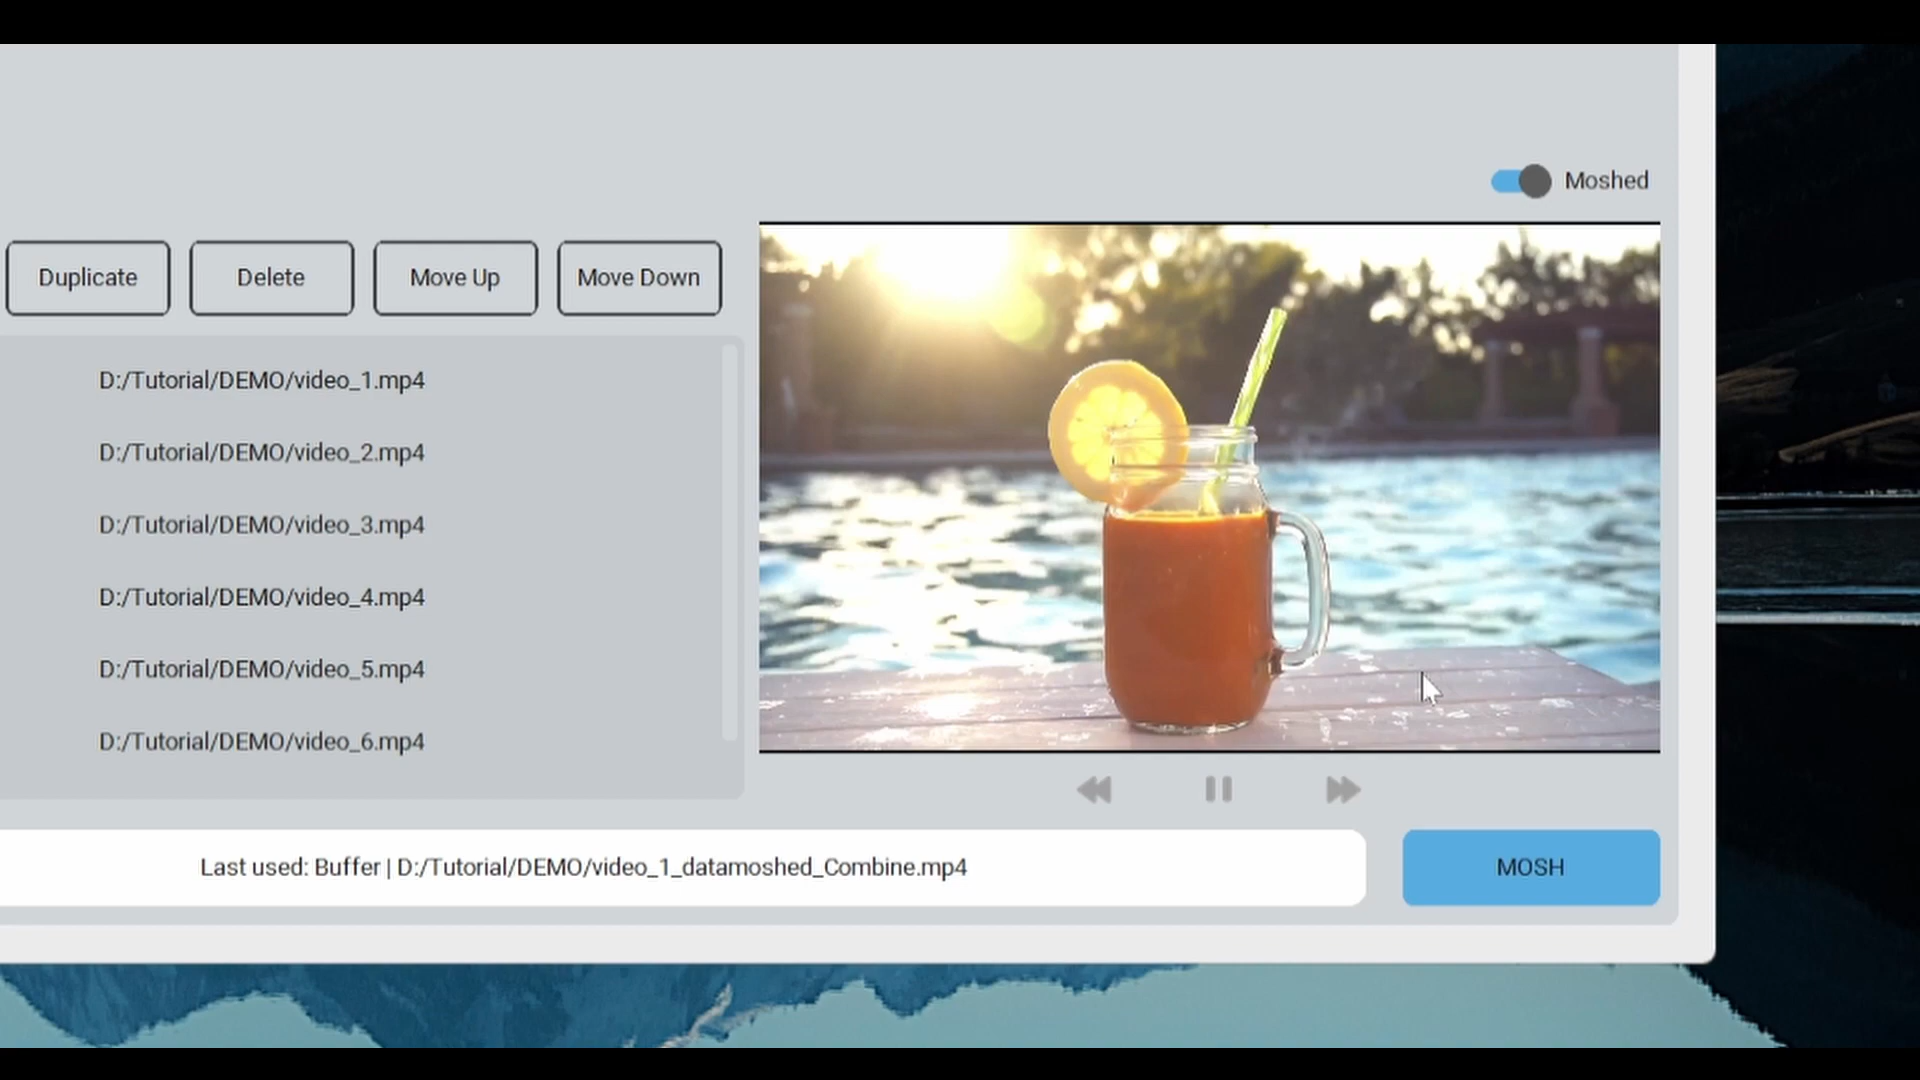 Moshed
Duplicate
Delete
Move Up
Move Down
D:/Tutorial/DEMO/video_1.mp4
D:/Tutorial/DEMO/video_2.mp4
D:/Tutorial/DEMO/video_3.mp4
D:/Tutorial/DEMO/video_4.mp4
D:/Tutorial/DEMO/video_5.mp4
D:/Tutorial/DEMO/video_6.mp4
Last used: Buffer | D:/Tutorial/DEMO/video_1_datamoshed_Combine.mp4
MOSH